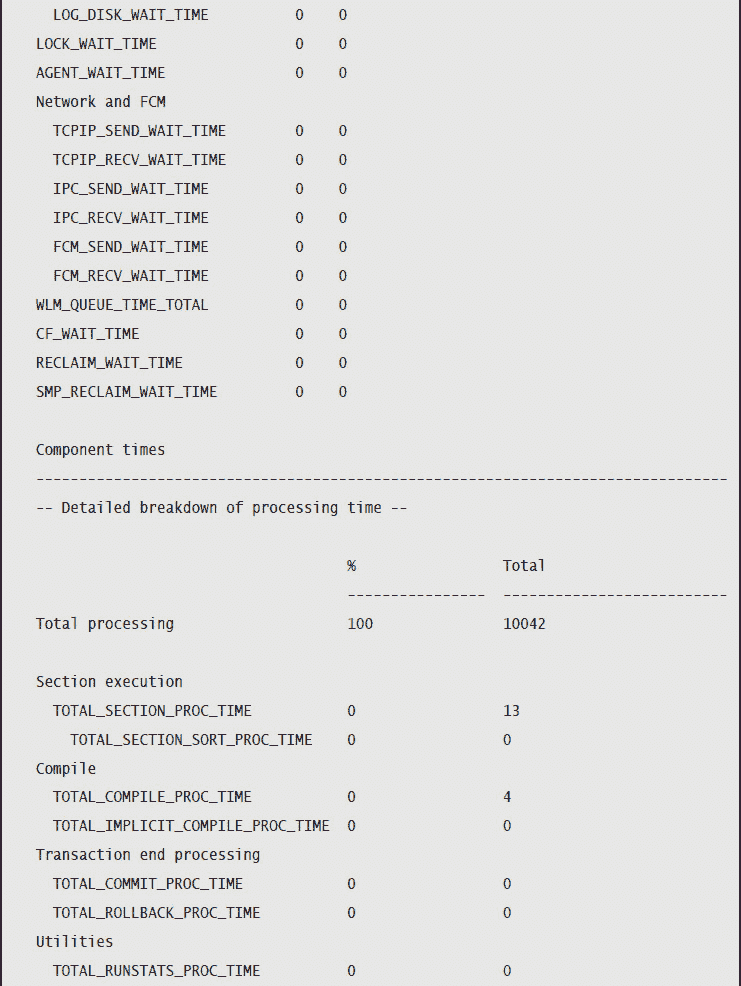 LOG_DISK_WAIT_TIME 0 0
LOCK_WAIT_TIME 0 0
AGENT_WAIT_TIME 0 0
Network and FCM
TCPIP_SEND_WAIT_TIME 0 0
TCPIP_RECV_WAIT_TIME 0 0
IPC_SEND_WAIT_TIME 0 0
IPC_RECV_WAIT_TIME 0 0
FCM_SEND_WAIT_TIME 0 0
FCM_RECV_WAIT_TIME 0 0
WLM_QUEUE_TIME_TOTAL 0 0
CF_WAIT_TIME 0 0
RECLAIM_WAIT_TIME 0 0
SMP_RECLAIM_WAIT_TIME 0 0
Component times
--------------------------------------------------------------------------------
-- Detailed breakdown of processing time --
% Total
---------------- --------------------------
Total processing 100 10042
Section execution
TOTAL_SECTION_PROC_TIME 0 13
TOTAL_SECTION_SORT_PROC_TIME 0 0
Compile
TOTAL_COMPILE_PROC_TIME 0 4
TOTAL_IMPLICIT_COMPILE_PROC_TIME 0 0
Transaction end processing
TOTAL_COMMIT_PROC_TIME 0 0
TOTAL_ROLLBACK_PROC_TIME 0 0
Utilities
TOTAL_RUNSTATS_PROC_TIME 0 0